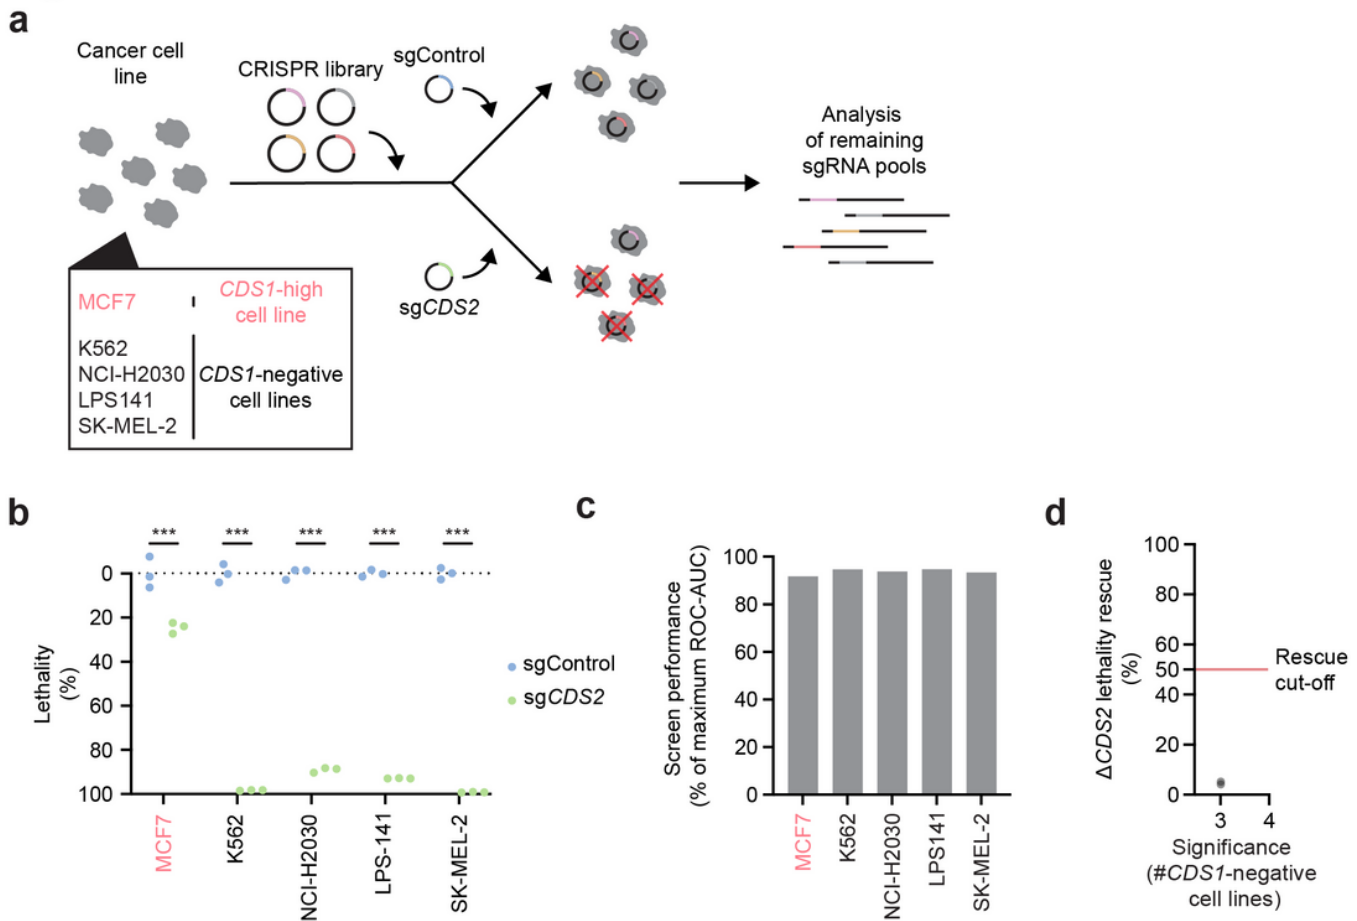 a
Cancer cell
line
CRISPR library
sgControl
sgCDS2
Analysis
of remaining
sgRNA pools
MCF7
CDS1-high
cell line
K562
NCI-H2030
LPS141
SK-MEL-2
CDS1-negative
cell lines
b
Lethality
(%)
0
20
40
60
80
100
***
***
***
***
***
MCF7
K562
NCI-H2030
LPS-141
SK-MEL-2
sgControl
sgCDS2
c
Screen performance
(% of maximum ROC-AUC)
100
80
60
40
20
0
MCF7
K562
NCI-H2030
LPS141
SK-MEL-2
d
ΔCDS2 lethality rescue
(%)
100
80
60
50
40
20
0
Rescue
cut-off
3 4
Significance
(#CDS1-negative
cell lines)